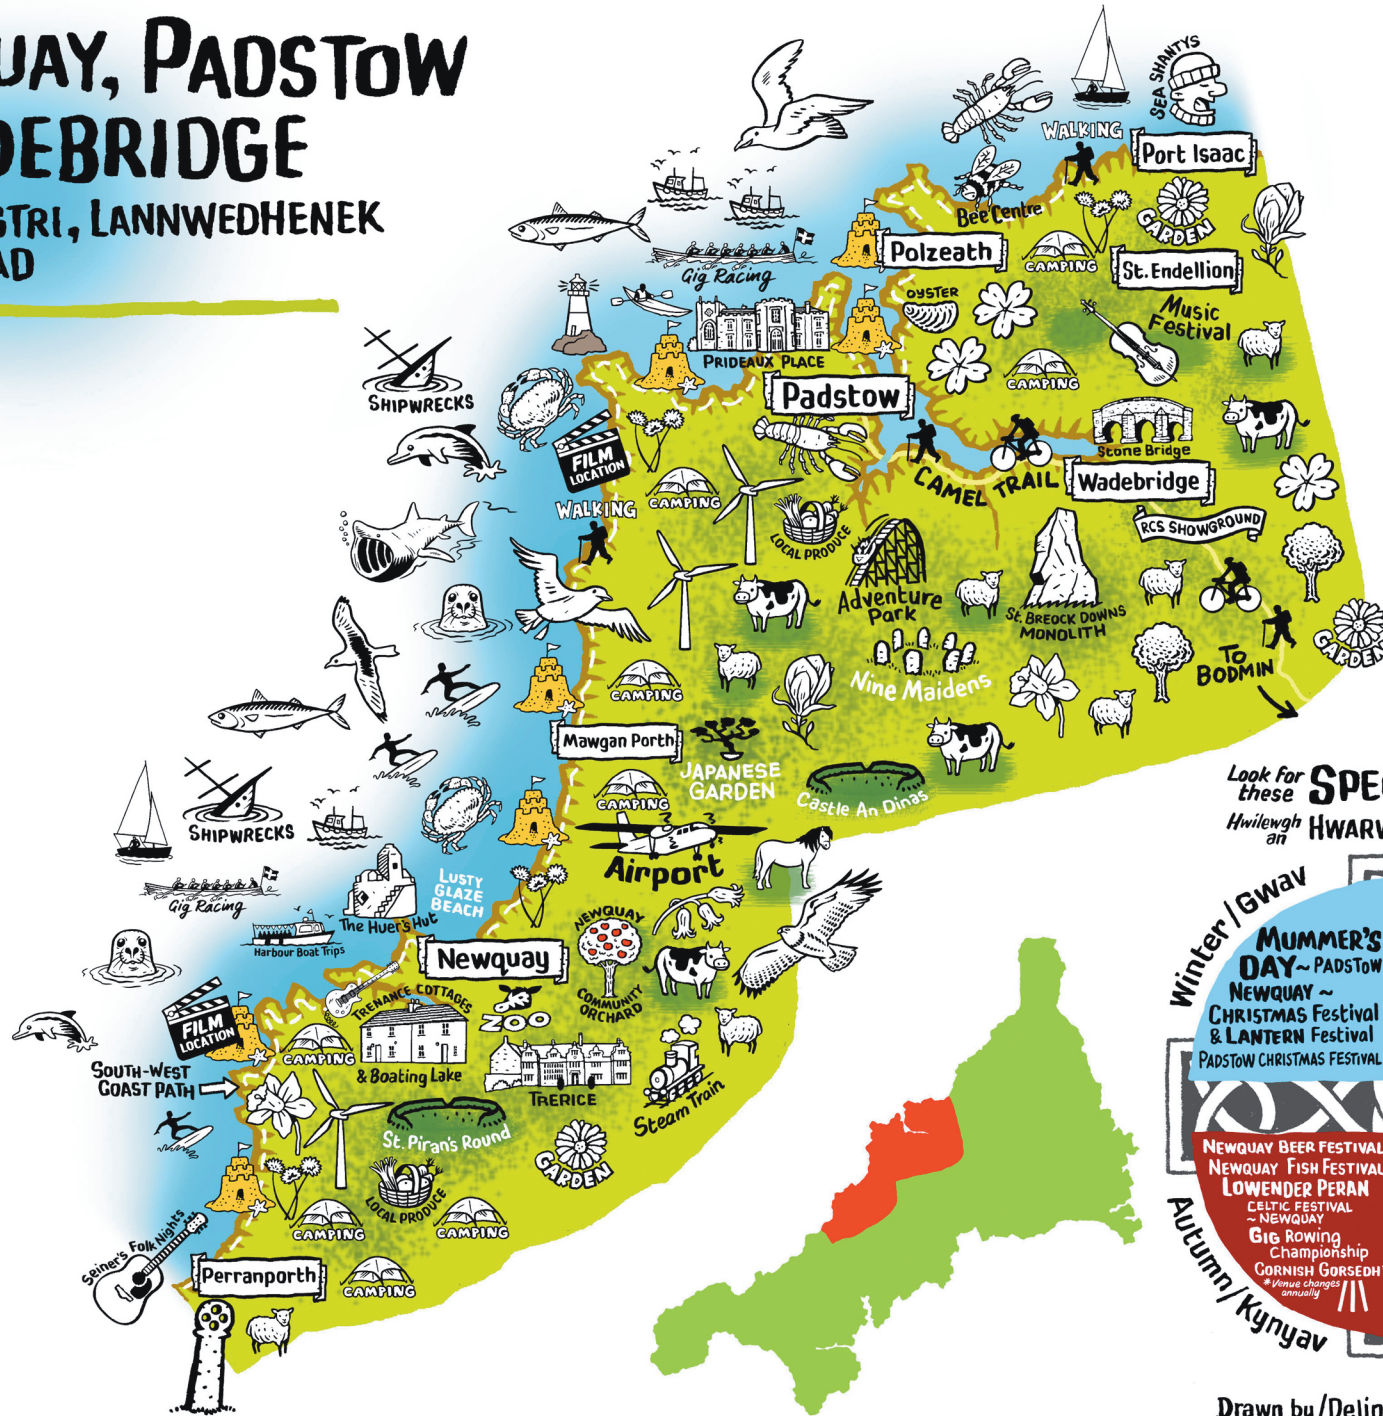 UAY, PADSTOW
DEBRIDGE
STRI, LANNWEDHENEK
AD
SEA SHANTYS
WALKING
Port Isaac
Bee Centre
GARDEN
Polzeath
CAMPING
St. Endellion
Gig Racing
OYSTER
Music
Festival
PRIDEAUX PLACE
SHIPWRECKS
Padstow
CAMPING
FILM
LOCATION
Stone Bridge
CAMEL TRAIL
Wadebridge
WALKING
CAMPING
LOCAL PRODUCE
RCS SHOWGROUND
Adventure
Park
St. BREOCK DOWNS
MONOLITH
GARDEN
TO
BODMIN
Nine Maidens
CAMPING
Mawgan Porth
JAPANESE
GARDEN
Castle An Dinas
CAMPING
SHIPWRECKS
Airport
Gig Racing
The Huer's Hut
LUSTY
GLAZE
BEACH
Harbour Boat Trips
Newquay
NEWQUAY
COMMUNITY
ORCHARD
TRENANCE COTTAGES
& Boating Lake
ZOO
FILM
LOCATION
CAMPING
SOUTH-WEST
COAST PATH
TRERICE
Steam Train
St. Piran's Round
GARDEN
LOCAL PRODUCE
CAMPING
CAMPING
Seiner's Folk Nights
Perranporth
CAMPING
Look for
these
SPE
Hwilewgh
an
HWARV
Winter/Gwav
MUMMER'S
DAY~PADSTOW
NEWQUAY ~
CHRISTMAS Festival
& LANTERN Festival
PADSTOW CHRISTMAS FESTIVAL
NEWQUAY BEER FESTIVAL
NEWQUAY FISH FESTIVAL
LOWENDER PERAN
CELTIC FESTIVAL
~ NEWQUAY
GIG Rowing
Championship
CORNISH GORSEDH*
*Venue changes
annually
Autumn/Kynyav
Drawn by/Delin